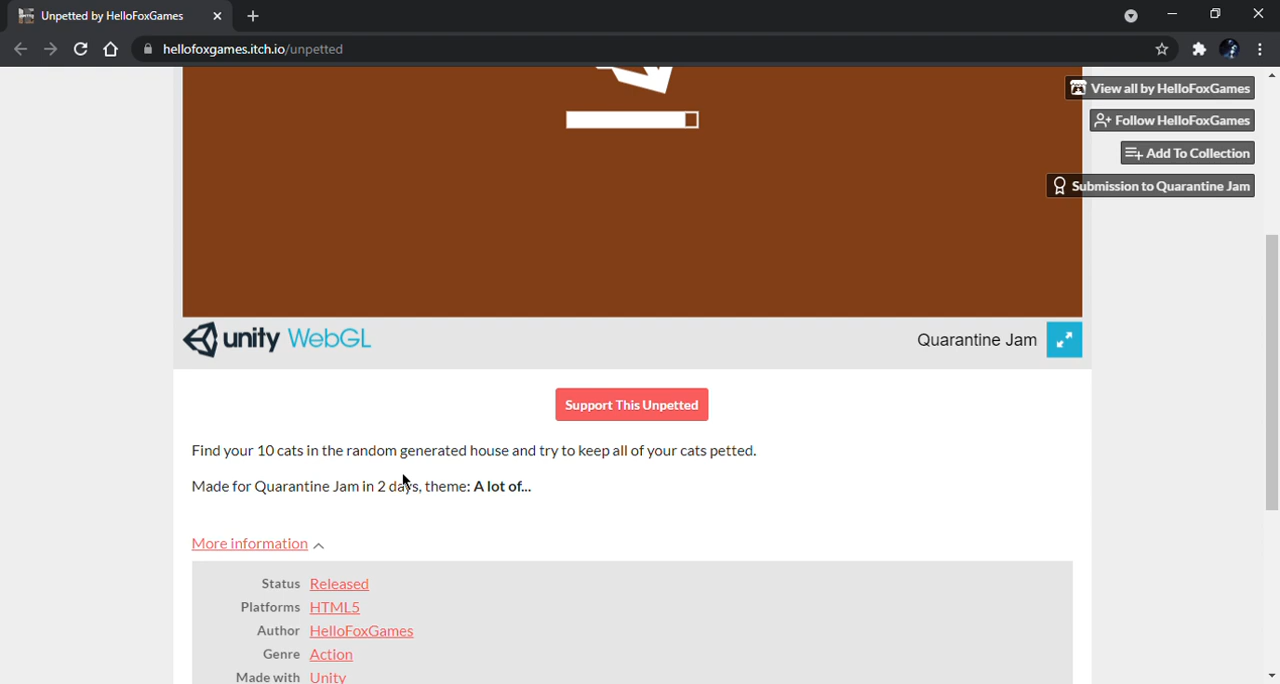 Unpetted by HelloFoxGames
hellofoxgames.itch.io/unpetted
View all by HelloFoxGames
Follow HelloFoxGames
Add To Collection
Submission to Quarantine Jam
unity WebGL
Quarantine Jam
Support This Unpetted
Find your 10 cats in the random generated house and try to keep all of your cats petted.
Made for Quarantine Jam in 2 days, theme: A lot of...
More information
Status Released
Platforms HTML5
Author HelloFoxGames
Genre Action
Made with Unity